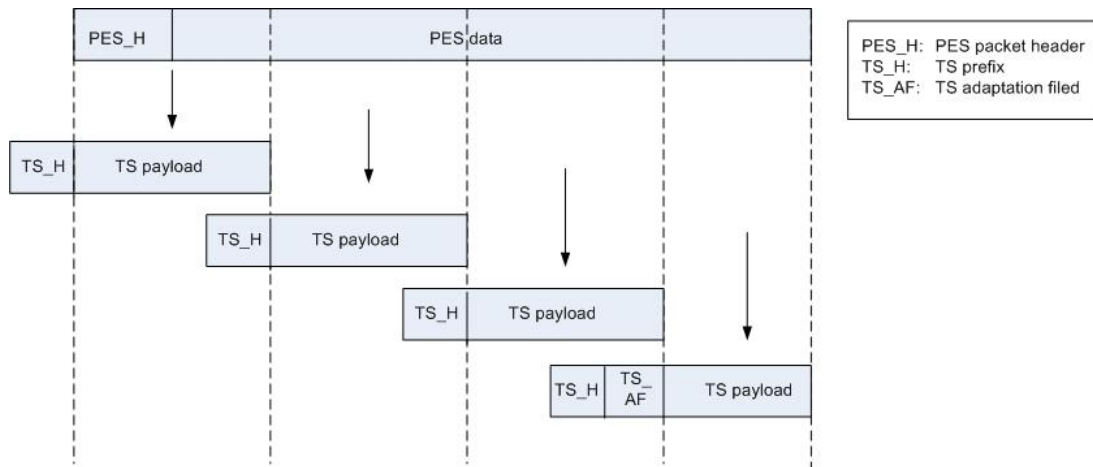 PES_H
PES data
PES_H: PES packet header
TS_H: TS prefix
TS_AF: TS adaptation filed
TS_H
TS payload
TS_H
TS payload
TS_H
TS payload
TS_H
TS_
AF
TS payload